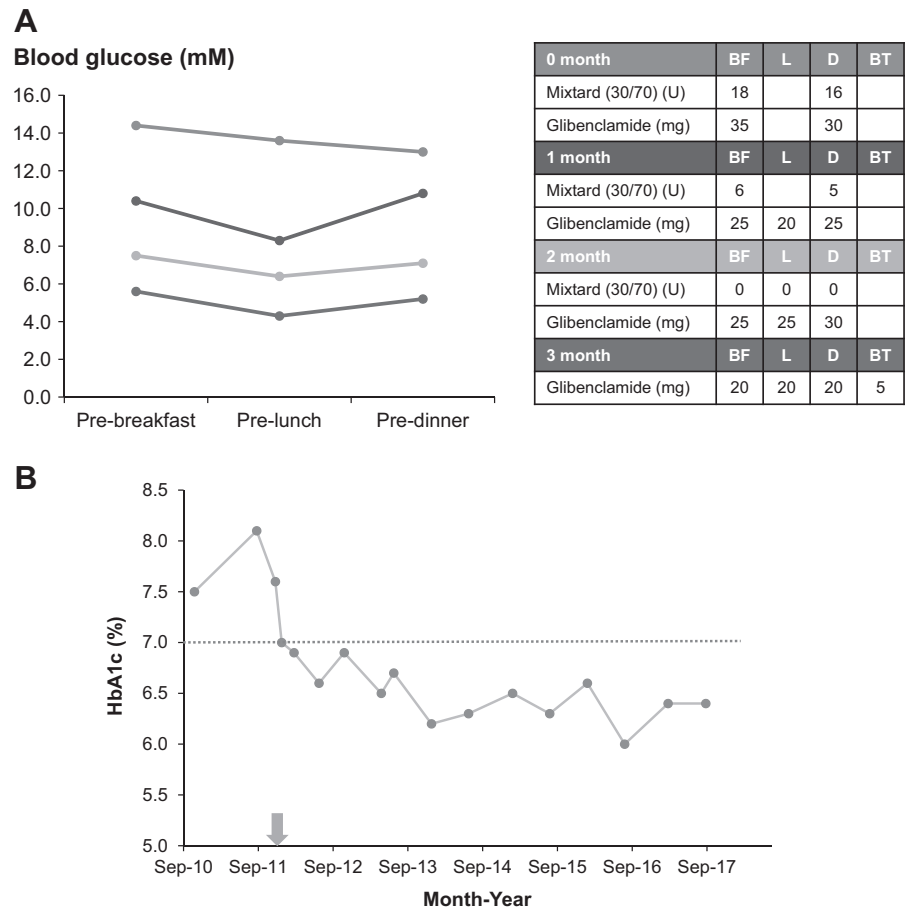 A
Blood glucose (mM)
16.0
14.0
12.0
10.0
8.0
6.0
4.0
2.0
0.0
Pre-breakfast Pre-lunch Pre-dinner
0 month BF L D BT
Mixtard (30/70) (U) 18 16
Glibenclamide (mg) 35 30
1 month BF L D BT
Mixtard (30/70) (U) 6 5
Glibenclamide (mg) 25 20 25
2 month BF L D BT
Mixtard (30/70) (U) 0 0 0
Glibenclamide (mg) 25 25 30
3 month BF L D BT
Glibenclamide (mg) 20 20 20 5
B
HbA1c (%)
8.5
8.0
7.5
7.0
6.5
6.0
5.5
5.0
Sep-10 Sep-11 Sep-12 Sep-13 Sep-14 Sep-15 Sep-16 Sep-17
Month-Year